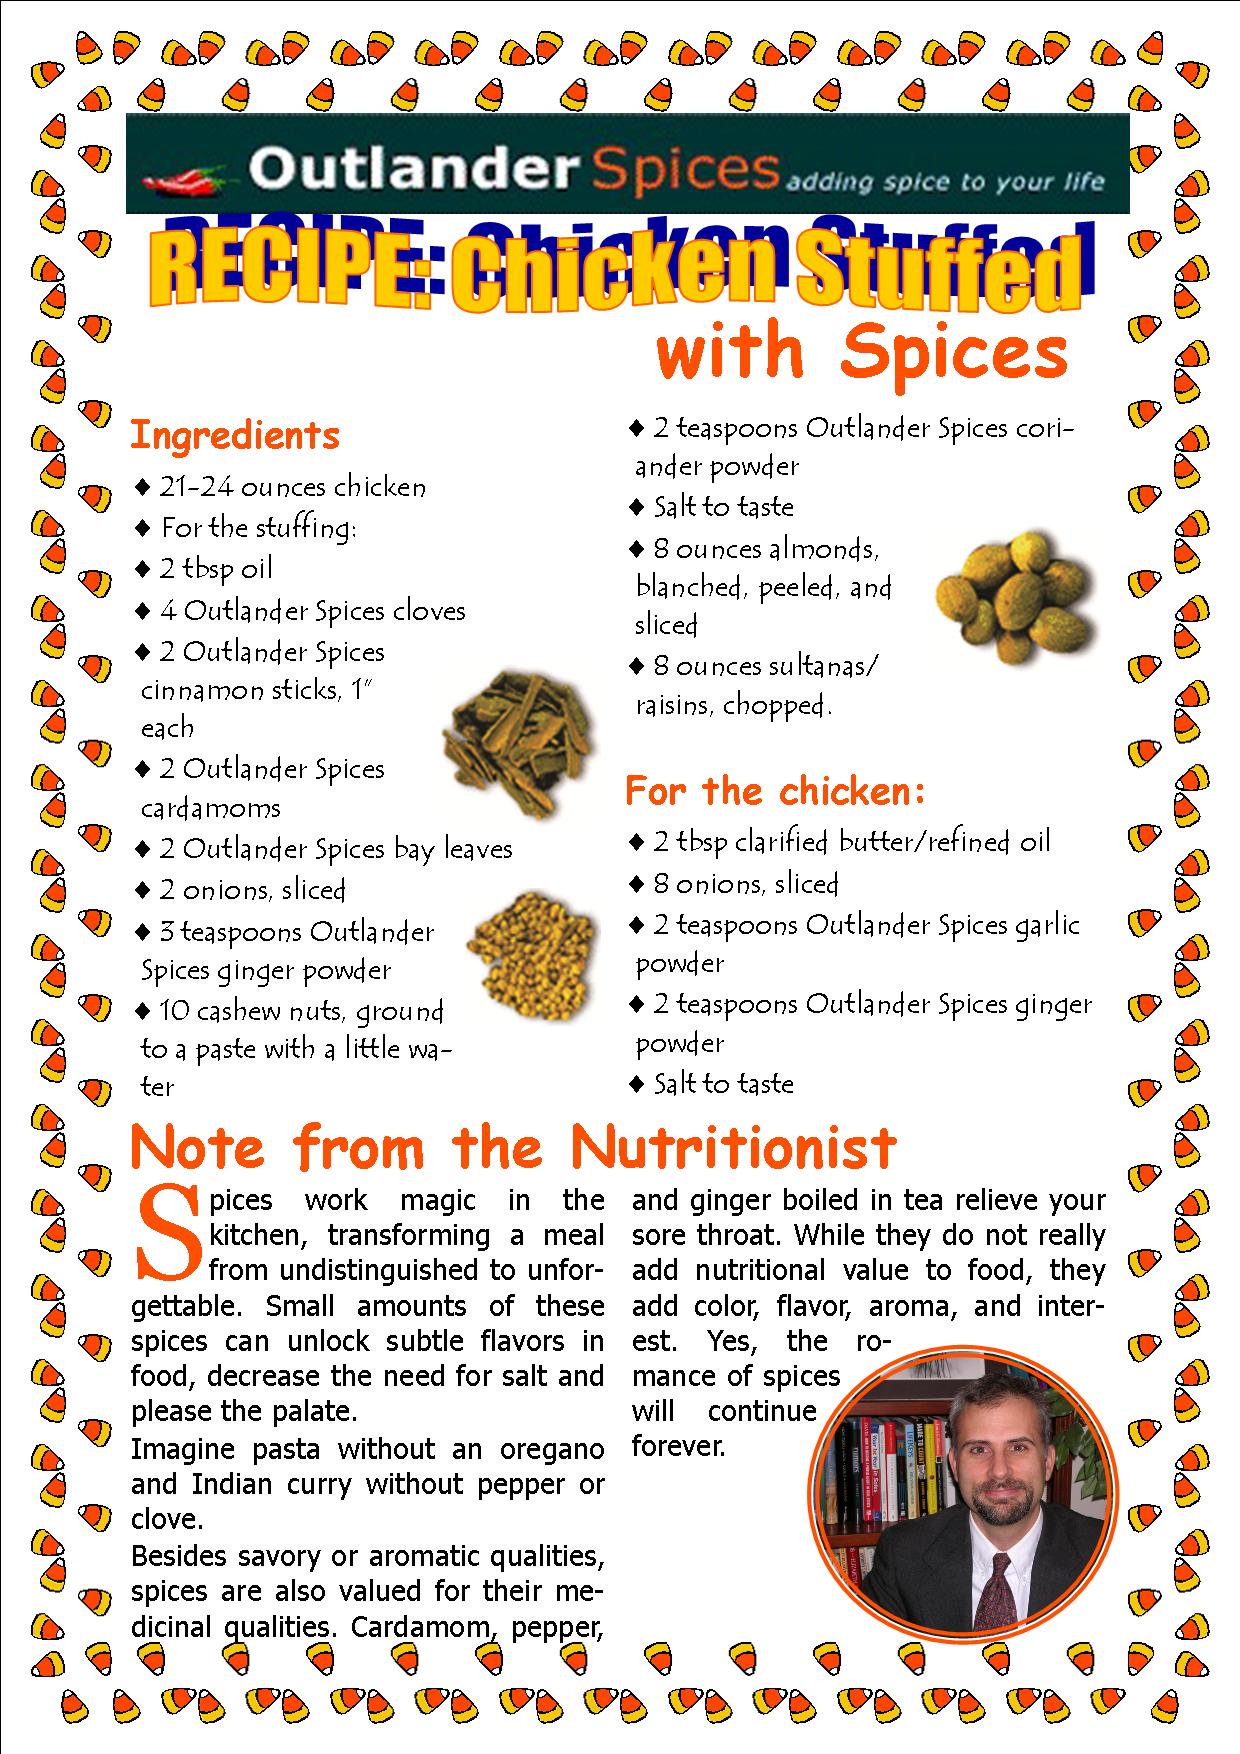 Outlander Spices adding spice to your life
RECIPE: Chicken Stuffed
with Spices
Ingredients
♦ 21-24 ounces chicken
♦ For the stuffing:
♦ 2 tbsp oil
♦ 4 Outlander Spices cloves
♦ 2 Outlander Spices
cinnamon sticks, 1”
each
♦ 2 Outlander Spices
cardamoms
♦ 2 Outlander Spices bay leaves
♦ 2 onions, sliced
♦ 3 teaspoons Outlander
Spices ginger powder
♦ 10 cashew nuts, ground
to a paste with a little wa-
ter
♦ 2 teaspoons Outlander Spices cori-
ander powder
♦ Salt to taste
♦ 8 ounces almonds,
blanched, peeled, and
sliced
♦ 8 ounces sultanas/
raisins, chopped.
For the chicken:
♦ 2 tbsp clarified butter/refined oil
♦ 8 onions, sliced
♦ 2 teaspoons Outlander Spices garlic
powder
♦ 2 teaspoons Outlander Spices ginger
powder
♦ Salt to taste
Note from the Nutritionist
Spices work magic in the
kitchen, transforming a meal
from undistinguished to unfor-
gettable. Small amounts of these
spices can unlock subtle flavors in
food, decrease the need for salt and
please the palate.
Imagine pasta without an oregano
and Indian curry without pepper or
clove.
Besides savory or aromatic qualities,
spices are also valued for their me-
dicinal qualities. Cardamom, pepper,
and ginger boiled in tea relieve your
sore throat. While they do not really
add nutritional value to food, they
add color, flavor, aroma, and inter-
est. Yes, the ro-
mance of spices
will continue
forever.